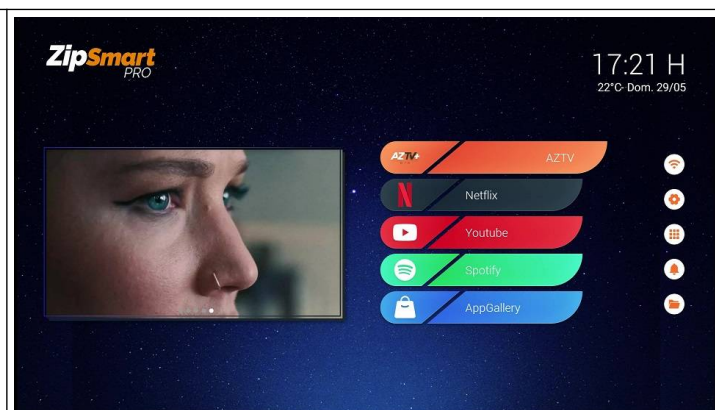 ZipSmart
PRO
17:21 H
22°C- Dom. 29/05
AZTV+
AZTV
Netflix
Youtube
Spotify
AppGallery